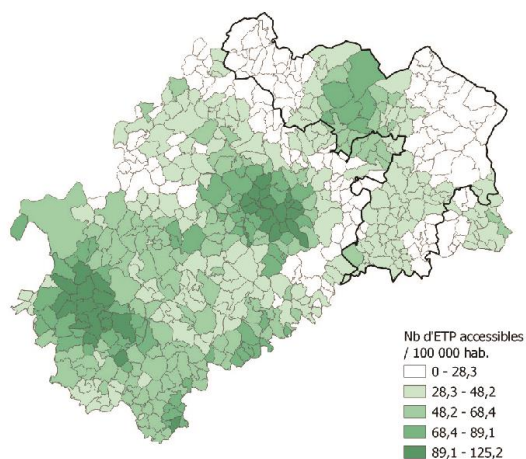 Nb d'ETP accessibles
/ 100 000 hab.
0 - 28,3
28,3 - 48,2
48,2 - 68,4
68,4 - 89,1
89,1 - 125,2